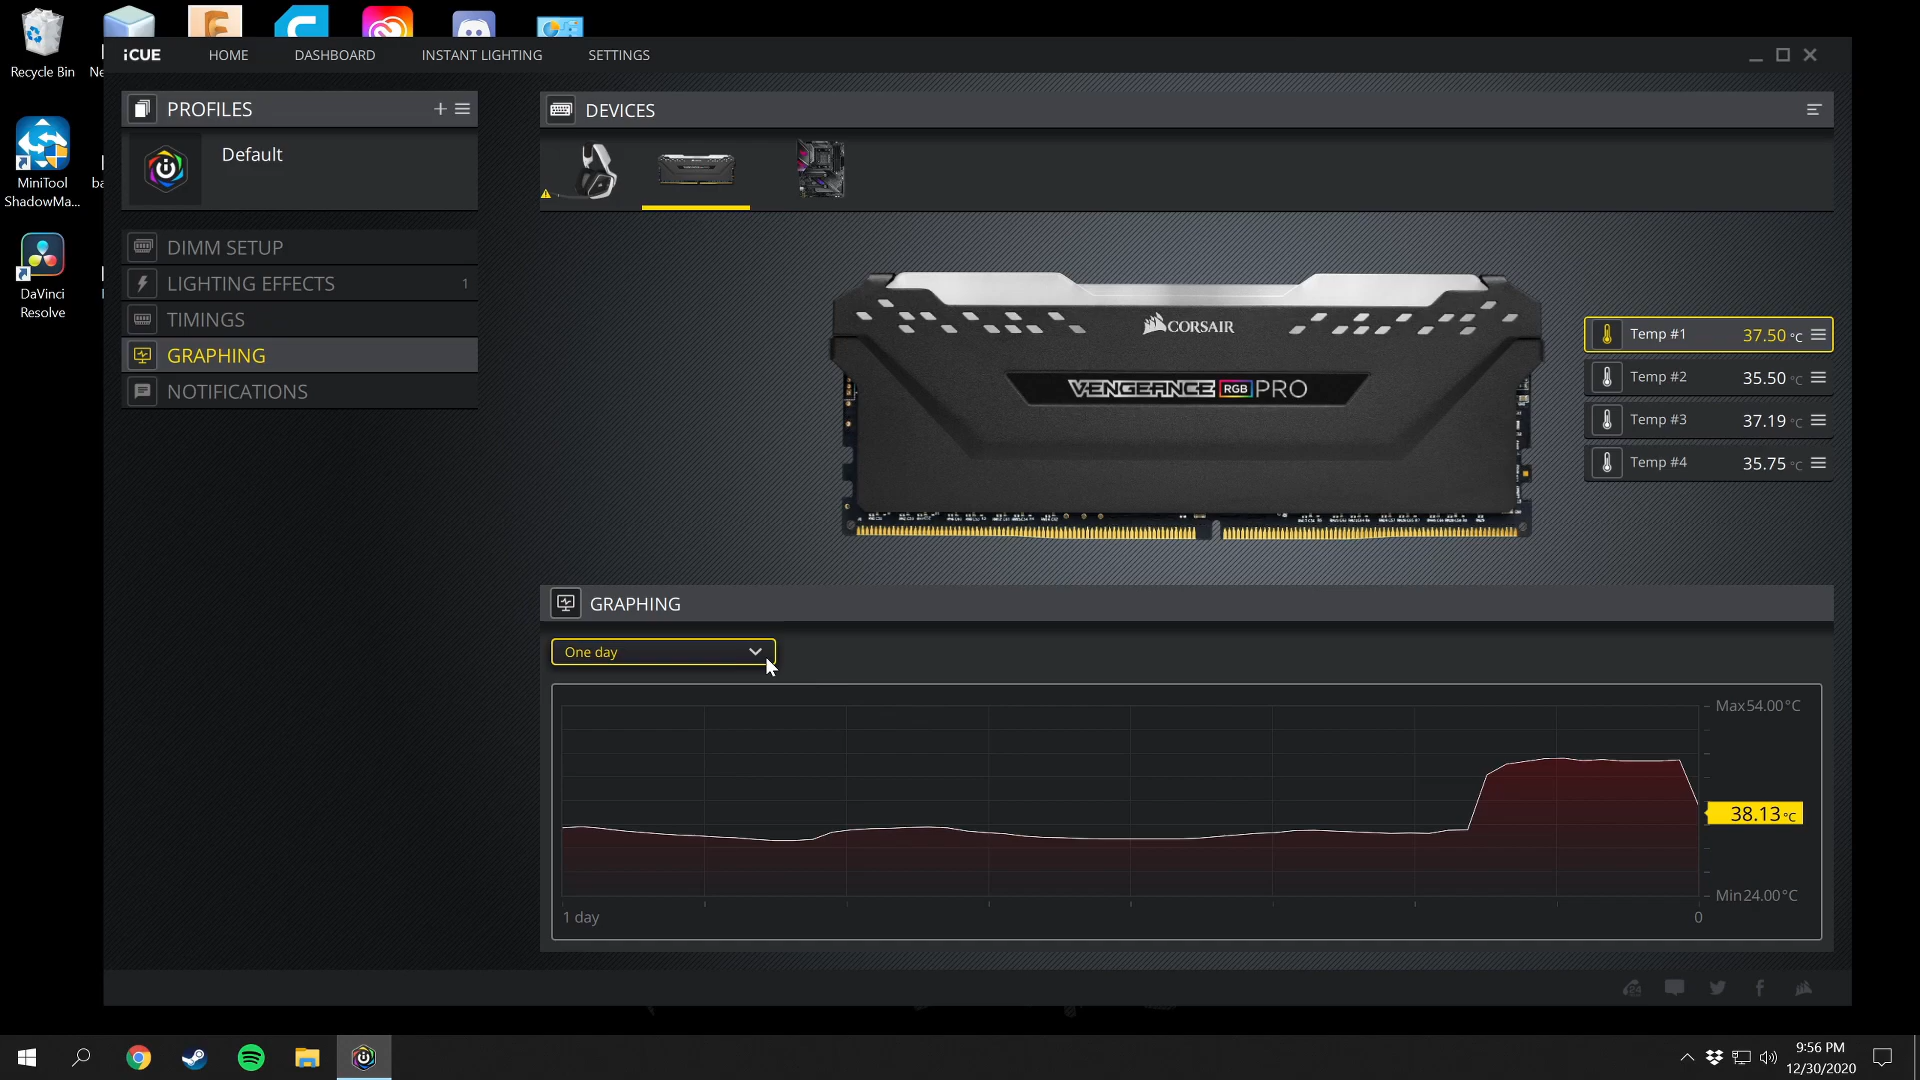 Recycle Bin
Ne
MiniTool
ShadowMa...
ba
DaVinci
Resolve
iCUE
HOME
DASHBOARD
INSTANT LIGHTING
SETTINGS
PROFILES
Default
DIMM SETUP
LIGHTING EFFECTS 1
TIMINGS
GRAPHING
NOTIFICATIONS
DEVICES
CORSAIR
VENGEANCE RGB PRO
Temp #1 37.50 °C
Temp #2 35.50 °C
Temp #3 37.19 °C
Temp #4 35.75 °C
GRAPHING
One day
Max54.00°C
38.13°C
Min24.00°C
1 day 0
9:56 PM
12/30/2020